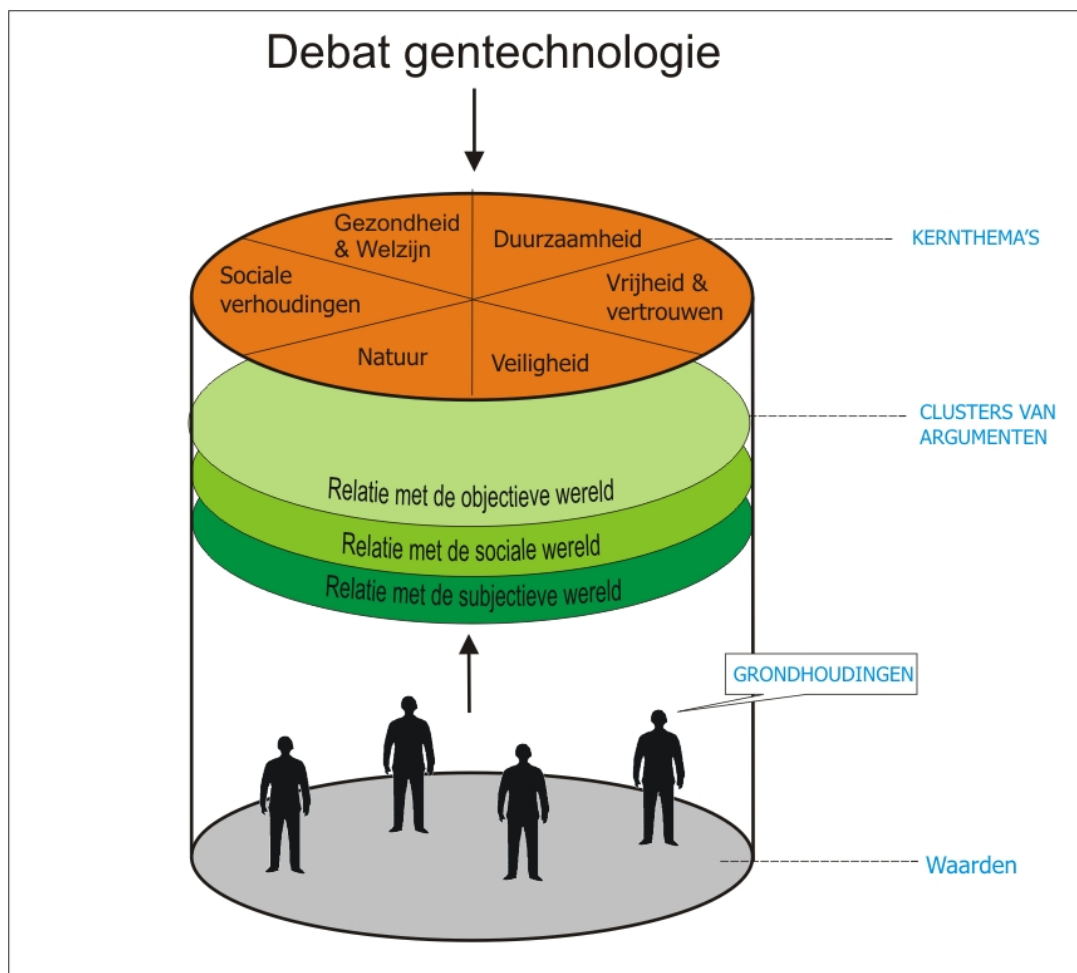 Debat gentechnologie
Gezondheid
& Welzijn
Duurzaamheid
KERNTHEMA'S
Sociale
verhoudingen
Vrijheid &
vertrouwen
Natuur
Veiligheid
CLUSTERS VAN
ARGUMENTEN
Relatie met de objectieve wereld
Relatie met de sociale wereld
Relatie met de subjectieve wereld
GRONDHOUDINGEN
Waarden